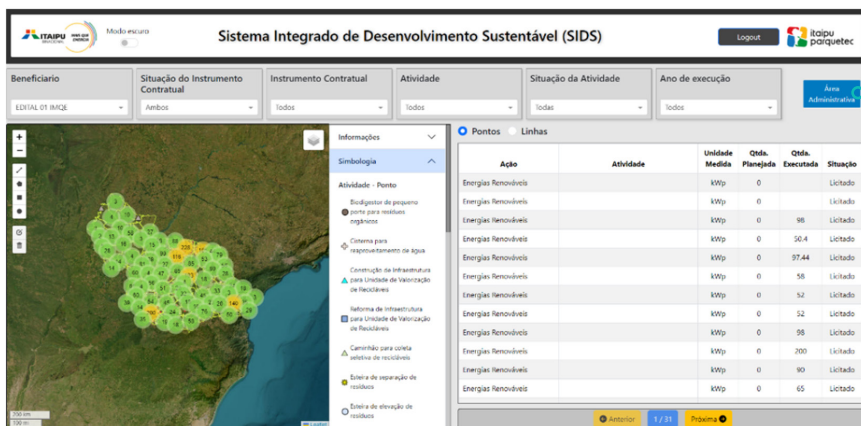 ITAIPU
BINACIONAL
MAIS QUE
ENERGIA
Modo escuro
Sistema Integrado de Desenvolvimento Sustentável (SIDS)
Logout
itaipu
parquetec
Beneficiario
EDITAL 01 IMQE
Situação do Instrumento
Contratual
Ambos
Instrumento Contratual
Todos
Atividade
Todos
Situação da Atividade
Todas
Ano de execução
Todos
Área
Administrativa
+
−
200 km
100 mi
Leaflet
Informações
Simbologia
Atividade - Ponto
Biodigestor de pequeno
porte para resíduos
orgânicos
Cisterna para
reaproveitamento de água
Construção de Infraestrutura
para Unidade de Valorização
de Recicláveis
Reforma de Infraestrutura
para Unidade de Valorização
de Recicláveis
Caminhão para coleta
seletiva de recicláveis
Esteira de separação de
resíduos
Esteira de elevação de
resíduos
Pontos Linhas
Ação Atividade Unidade Medida Qtda. Planejada Qtda. Executada Situação
Energias Renováveis kWp 0 Licitado
Energias Renováveis kWp 0 Licitado
Energias Renováveis kWp 0 98 Licitado
Energias Renováveis kWp 0 50.4 Licitado
Energias Renováveis kWp 0 97.44 Licitado
Energias Renováveis kWp 0 58 Licitado
Energias Renováveis kWp 0 52 Licitado
Energias Renováveis kWp 0 52 Licitado
Energias Renováveis kWp 0 98 Licitado
Energias Renováveis kWp 0 200 Licitado
Energias Renováveis kWp 0 90 Licitado
Energias Renováveis kWp 0 65 Licitado
Anterior 1 / 31 Próxima